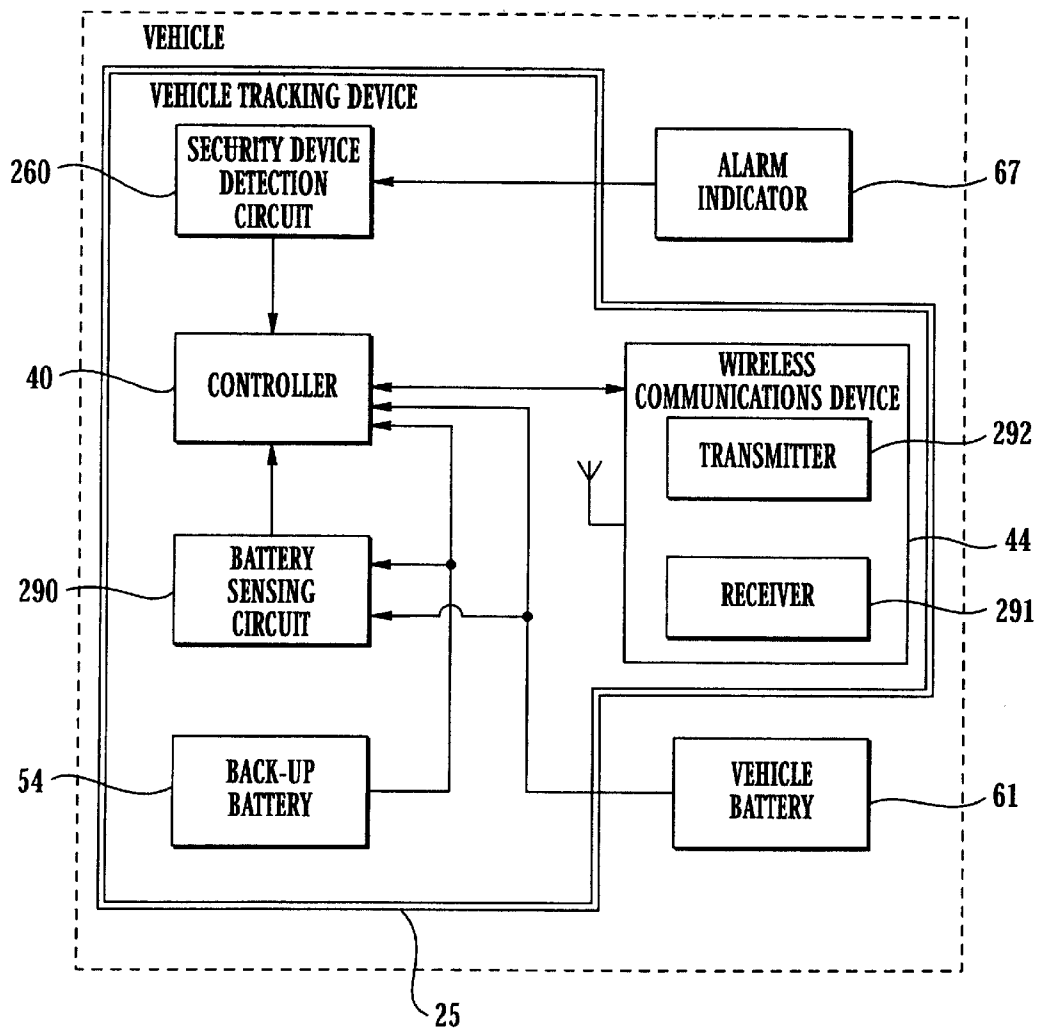 VEHICLE
VEHICLE TRACKING DEVICE
SECURITY DEVICE
DETECTION
CIRCUIT
260
ALARM
INDICATOR
67
40
CONTROLLER
WIRELESS
COMMUNICATIONS DEVICE
TRANSMITTER
292
44
290
BATTERY
SENSING
CIRCUIT
RECEIVER
291
54
BACK-UP
BATTERY
VEHICLE
BATTERY
61
25